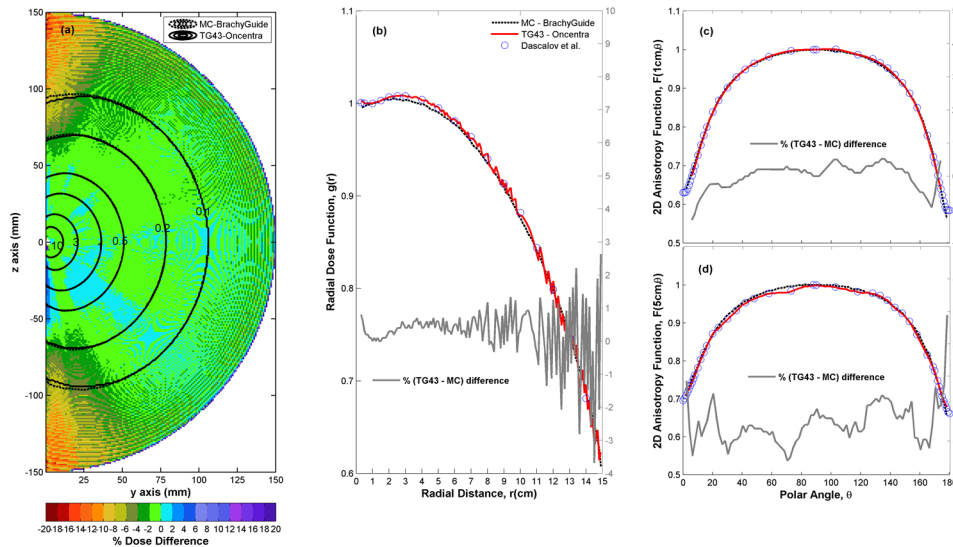 (a)
MC-BrachyGuide
TG43-Oncentra
z axis (mm)
150
100
50
0
-50
-100
-150
10
3
0.5
0.2
0.1
0
50
100
150
y axis (mm)
-20 -18 -16 -14 -12 -10 -8 -6 -4 -2 0 2 4 6 8 10 12 14 16 18 20
% Dose Difference
(b)
MC - BrachyGuide
TG43 - Oncentra
Dascalov et al.
Radial Dose Function, g(r)
1.1
1
0.9
0.8
0.7
0.6
10
9
8
7
6
5
4
3
2
1
0
-1
-2
-3
-4
% (TG43 - MC) difference
0 1 2 3 4 5 6 7 8 9 10 11 12 13 14 15
Radial Distance, r(cm)
(c)
2D Anisotropy Function, F(1cm,θ)
1
0.9
0.8
0.7
0.6
0.5
% (TG43 - MC) difference
(d)
2D Anisotropy Function, F(5cm,θ)
1
0.9
0.8
0.7
0.6
0.5
% (TG43 - MC) difference
0 20 40 60 80 100 120 140 160 180
Polar Angle, θ